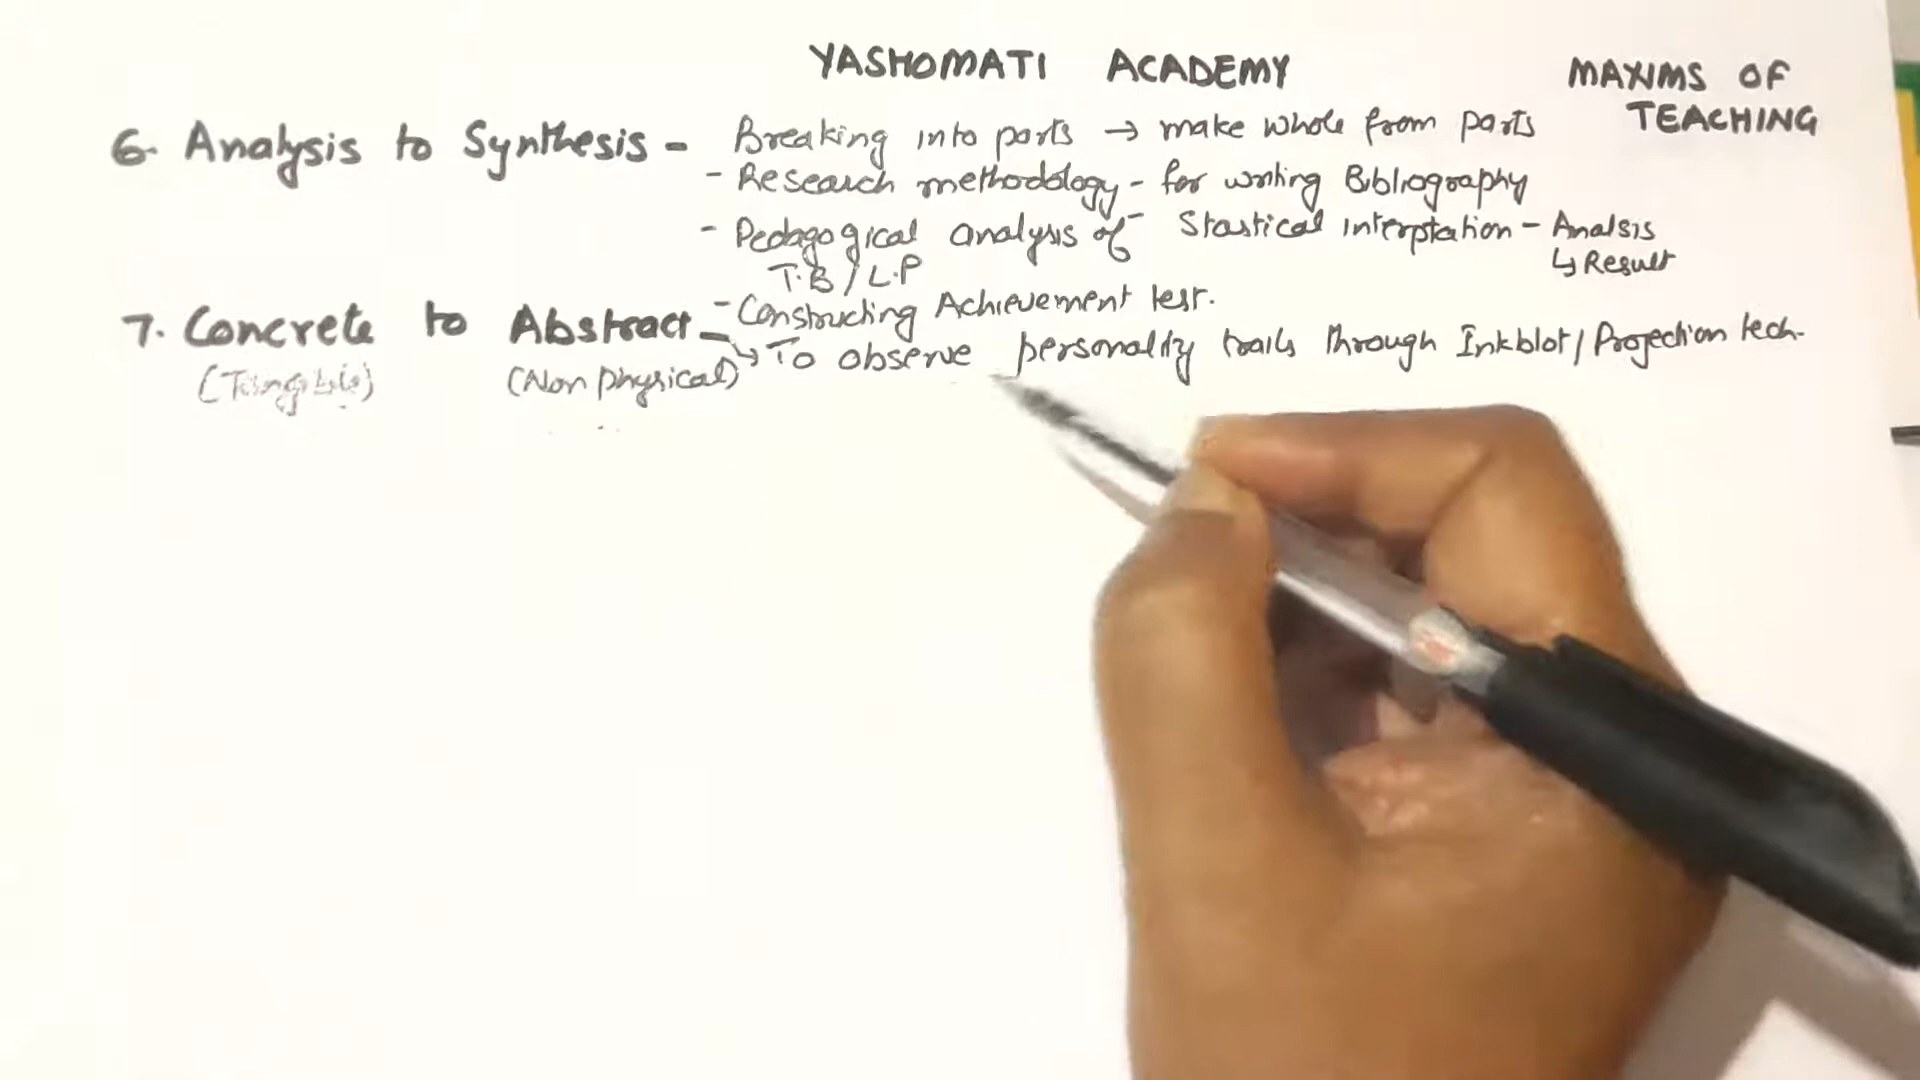 YASHOMATI ACADEMY
MAXIMS OF
TEACHING
6. Analysis to Synthesis - Breaking into parts → make whole from parts
- Research methodology - for writing Bibliography
- Pedagogical analysis of - Stastical Interptation - Analsis
T.B / L.P ↳ Result
- Constructing Achievement test.
7. Concrete to Abstract -
↳ To observe personality traits through Inkblot / Projection tech.
(Tangible) (Non physical)